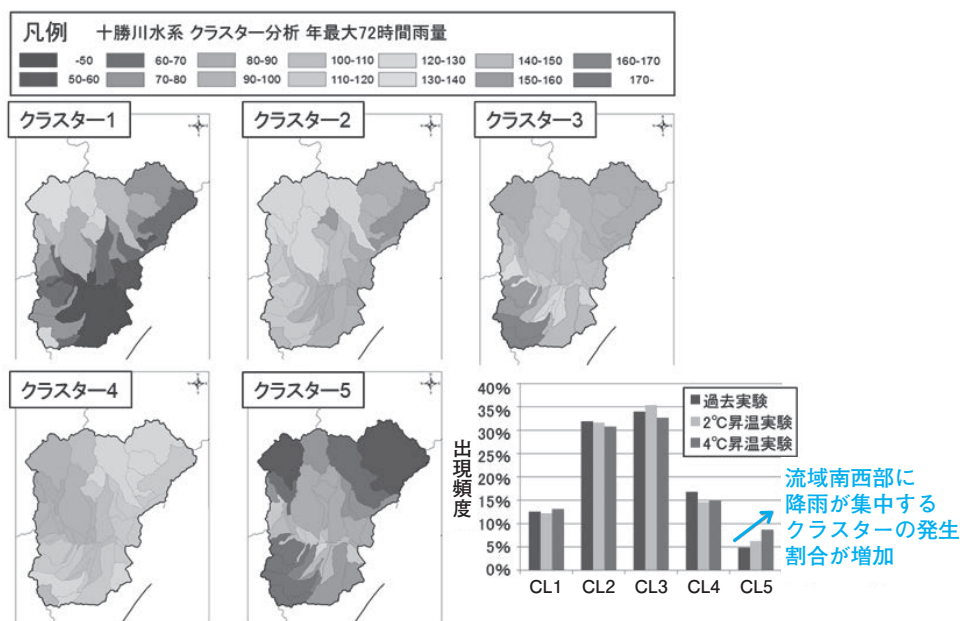 凡例 十勝川水系 クラスター分析 年最大72時間雨量
-50 60-70 80-90 100-110 120-130 140-150 160-170
50-60 70-80 90-100 110-120 130-140 150-160 170-
クラスター1
クラスター2
クラスター3
クラスター4
クラスター5
出現頻度
40%
35%
30%
25%
20%
15%
10%
5%
0%
CL1 CL2 CL3 CL4 CL5
過去実験
2℃昇温実験
4℃昇温実験
流域南西部に
降雨が集中する
クラスターの発生
割合が増加